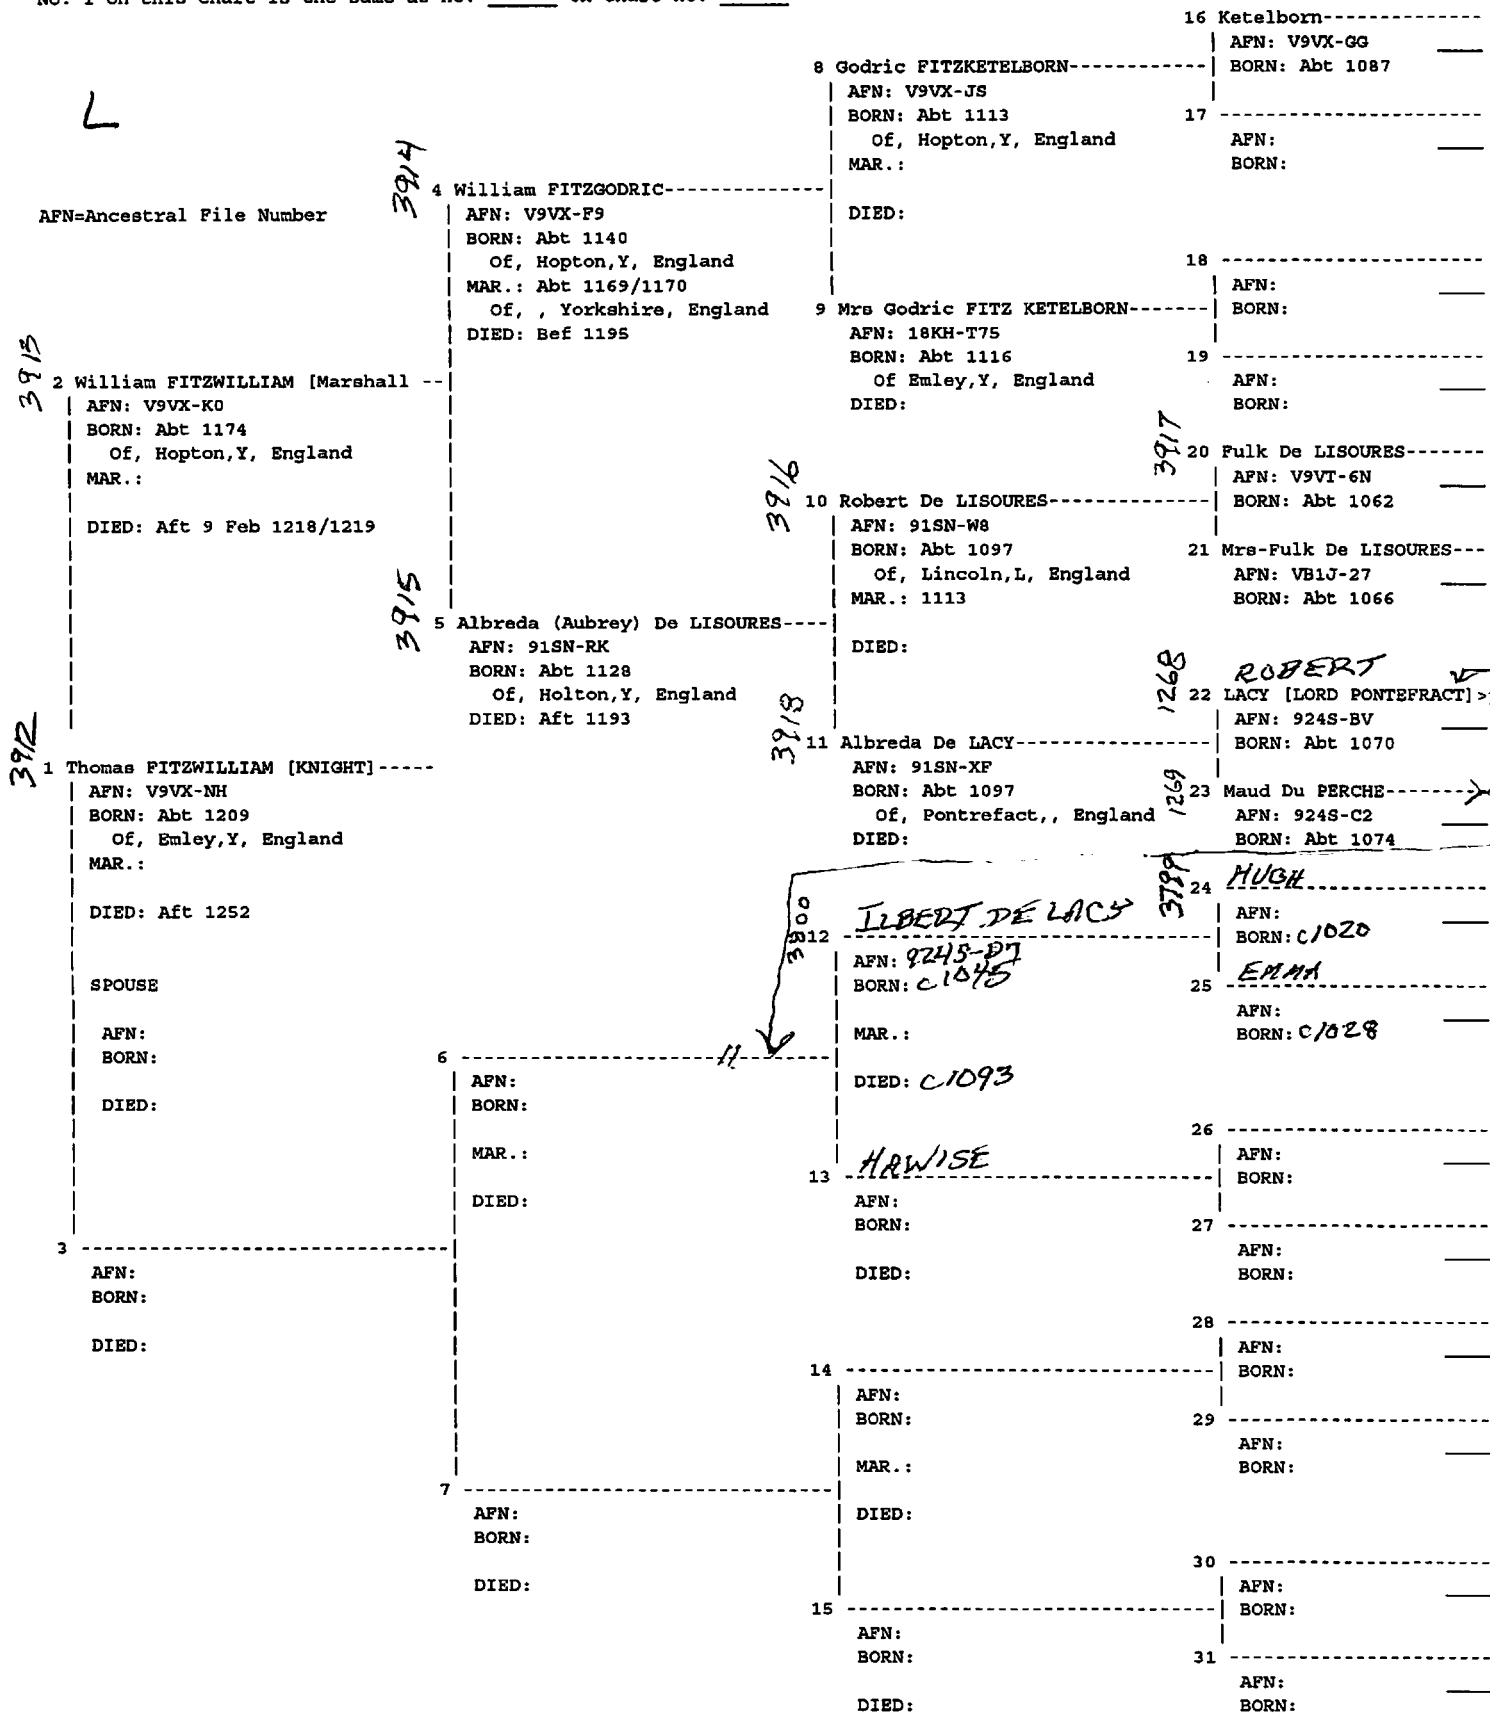 L
AFN=Ancestral File Number
3912
1 Thomas FITZWILLIAM [KNIGHT]-----
AFN: V9VX-NH
BORN: Abt 1209
Of, Emley,Y, England
MAR.:
DIED: Aft 1252
SPOUSE
AFN:
BORN:
DIED:
3913
2 William FITZWILLIAM [Marshall --
AFN: V9VX-K0
BORN: Abt 1174
Of, Hopton,Y, England
MAR.:
DIED: Aft 9 Feb 1218/1219
3
AFN:
BORN:
DIED:
3914
4 William FITZGODRIC-------------
AFN: V9VX-F9
BORN: Abt 1140
Of, Hopton,Y, England
MAR.: Abt 1169/1170
Of, , Yorkshire, England
DIED: Bef 1195
3915
5 Albreda (Aubrey) De LISOURES----
AFN: 91SN-RK
BORN: Abt 1128
Of, Holton,Y, England
DIED: Aft 1193
6
11
AFN:
BORN:
MAR.:
DIED:
7
AFN:
BORN:
DIED:
8 Godric FITZKETELBORN-----------
AFN: V9VX-JS
BORN: Abt 1113
Of, Hopton,Y, England
MAR.:
DIED:
9 Mrs Godric FITZ KETELBORN-------
AFN: 18KH-T75
BORN: Abt 1116
Of Emley,Y, England
DIED:
3916
10 Robert De LISOURES-------------
AFN: 91SN-W8
BORN: Abt 1097
Of, Lincoln,L, England
MAR.: 1113
DIED:
3918
11 Albreda De LACY----------------
AFN: 91SN-XF
BORN: Abt 1097
Of, Pontrefact,, England
DIED:
3800
ILBERT DE LACY
12
AFN: 924S-D7
BORN: C1045
MAR.:
DIED: C1093
HAWISE
13
AFN:
BORN:
DIED:
14
AFN:
BORN:
MAR.:
DIED:
15
AFN:
BORN:
DIED:
16 Ketelborn-------------
AFN: V9VX-GG
BORN: Abt 1087
17
AFN:
BORN:
18
AFN:
BORN:
19
AFN:
BORN:
3917
20 Fulk De LISOURES-------
AFN: V9VT-6N
BORN: Abt 1062
21 Mrs-Fulk De LISOURES---
AFN: VB1J-27
BORN: Abt 1066
1268
ROBERT
22 LACY [LORD PONTEFRACT]>
AFN: 924S-BV
BORN: Abt 1070
1269
23 Maud Du PERCHE-------
AFN: 924S-C2
BORN: Abt 1074
3799
24 HUGH
AFN:
BORN: C1020
EMMA
25
AFN:
BORN: C1028
26
AFN:
BORN:
27
AFN:
BORN:
28
AFN:
BORN:
29
AFN:
BORN:
30
AFN:
BORN:
31
AFN:
BORN: